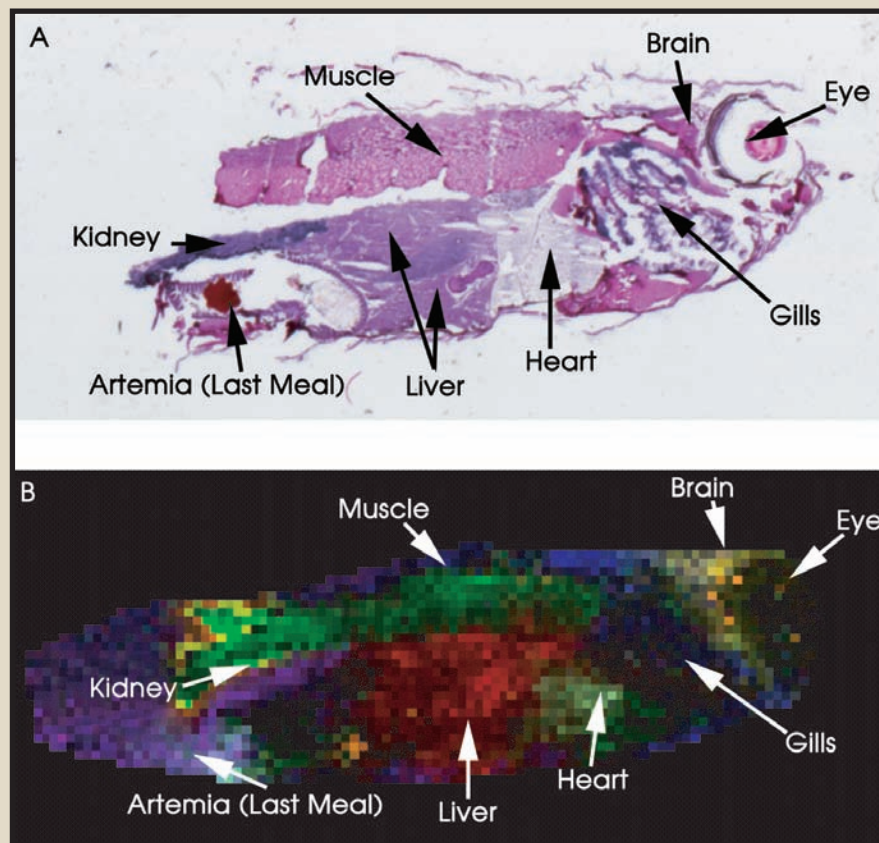 A
Brain
Muscle
Eye
Kidney
Gills
Heart
Artemia (Last Meal)
Liver
B
Brain
Muscle
Eye
Kidney
Gills
Heart
Artemia (Last Meal)
Liver